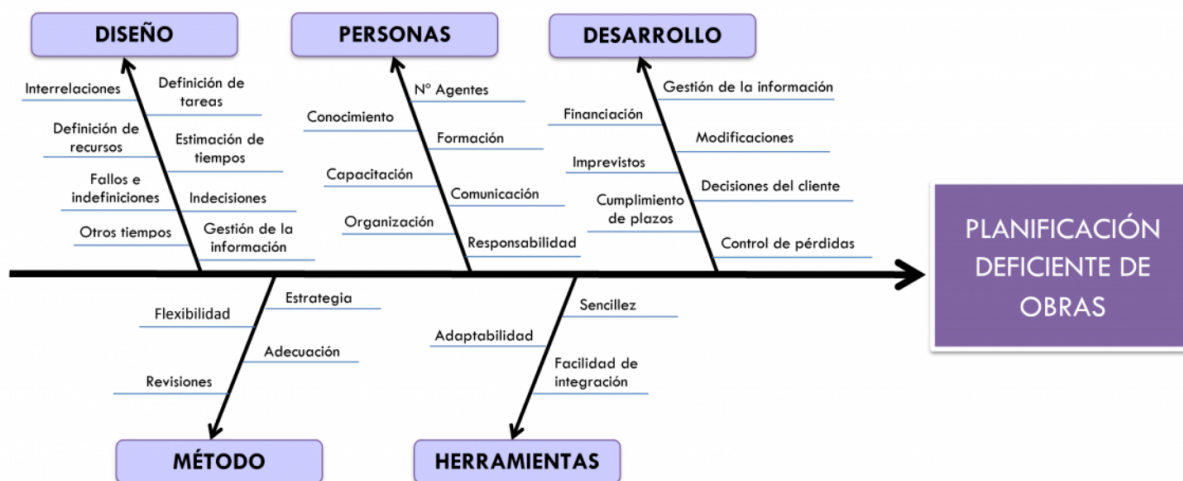 DISEÑO
PERSONAS
DESARROLLO
Interrelaciones
Definición de
tareas
Definición de
recursos
Estimación de
tiempos
Fallos e
indefiniciones
Indecisiones
Otros tiempos
Gestión de la
información
Nº Agentes
Conocimiento
Formación
Capacitación
Comunicación
Organización
Responsabilidad
Gestión de la información
Financiación
Modificaciones
Imprevistos
Decisiones del cliente
Cumplimiento
de plazos
Control de pérdidas
PLANIFICACIÓN
DEFICIENTE DE
OBRAS
Estrategia
Flexibilidad
Adecuación
Revisiones
Sencillez
Adaptabilidad
Facilidad de
integración
MÉTODO
HERRAMIENTAS